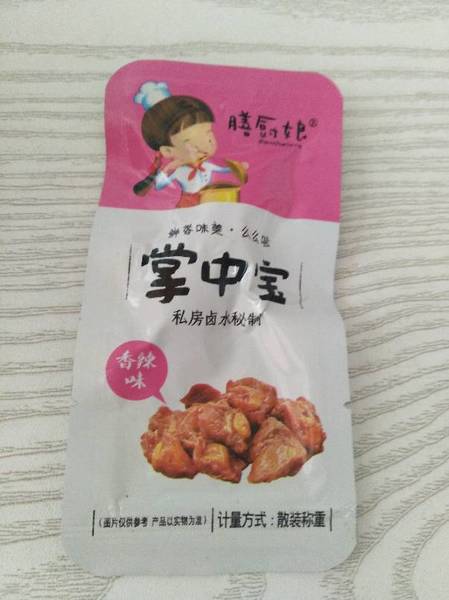 膳厨娘®
鲜香味美·么么哒
掌中宝
私房卤水秘制
香辣
味
(图片仅供参考 产品以实物为准)
计量方式:散装称重